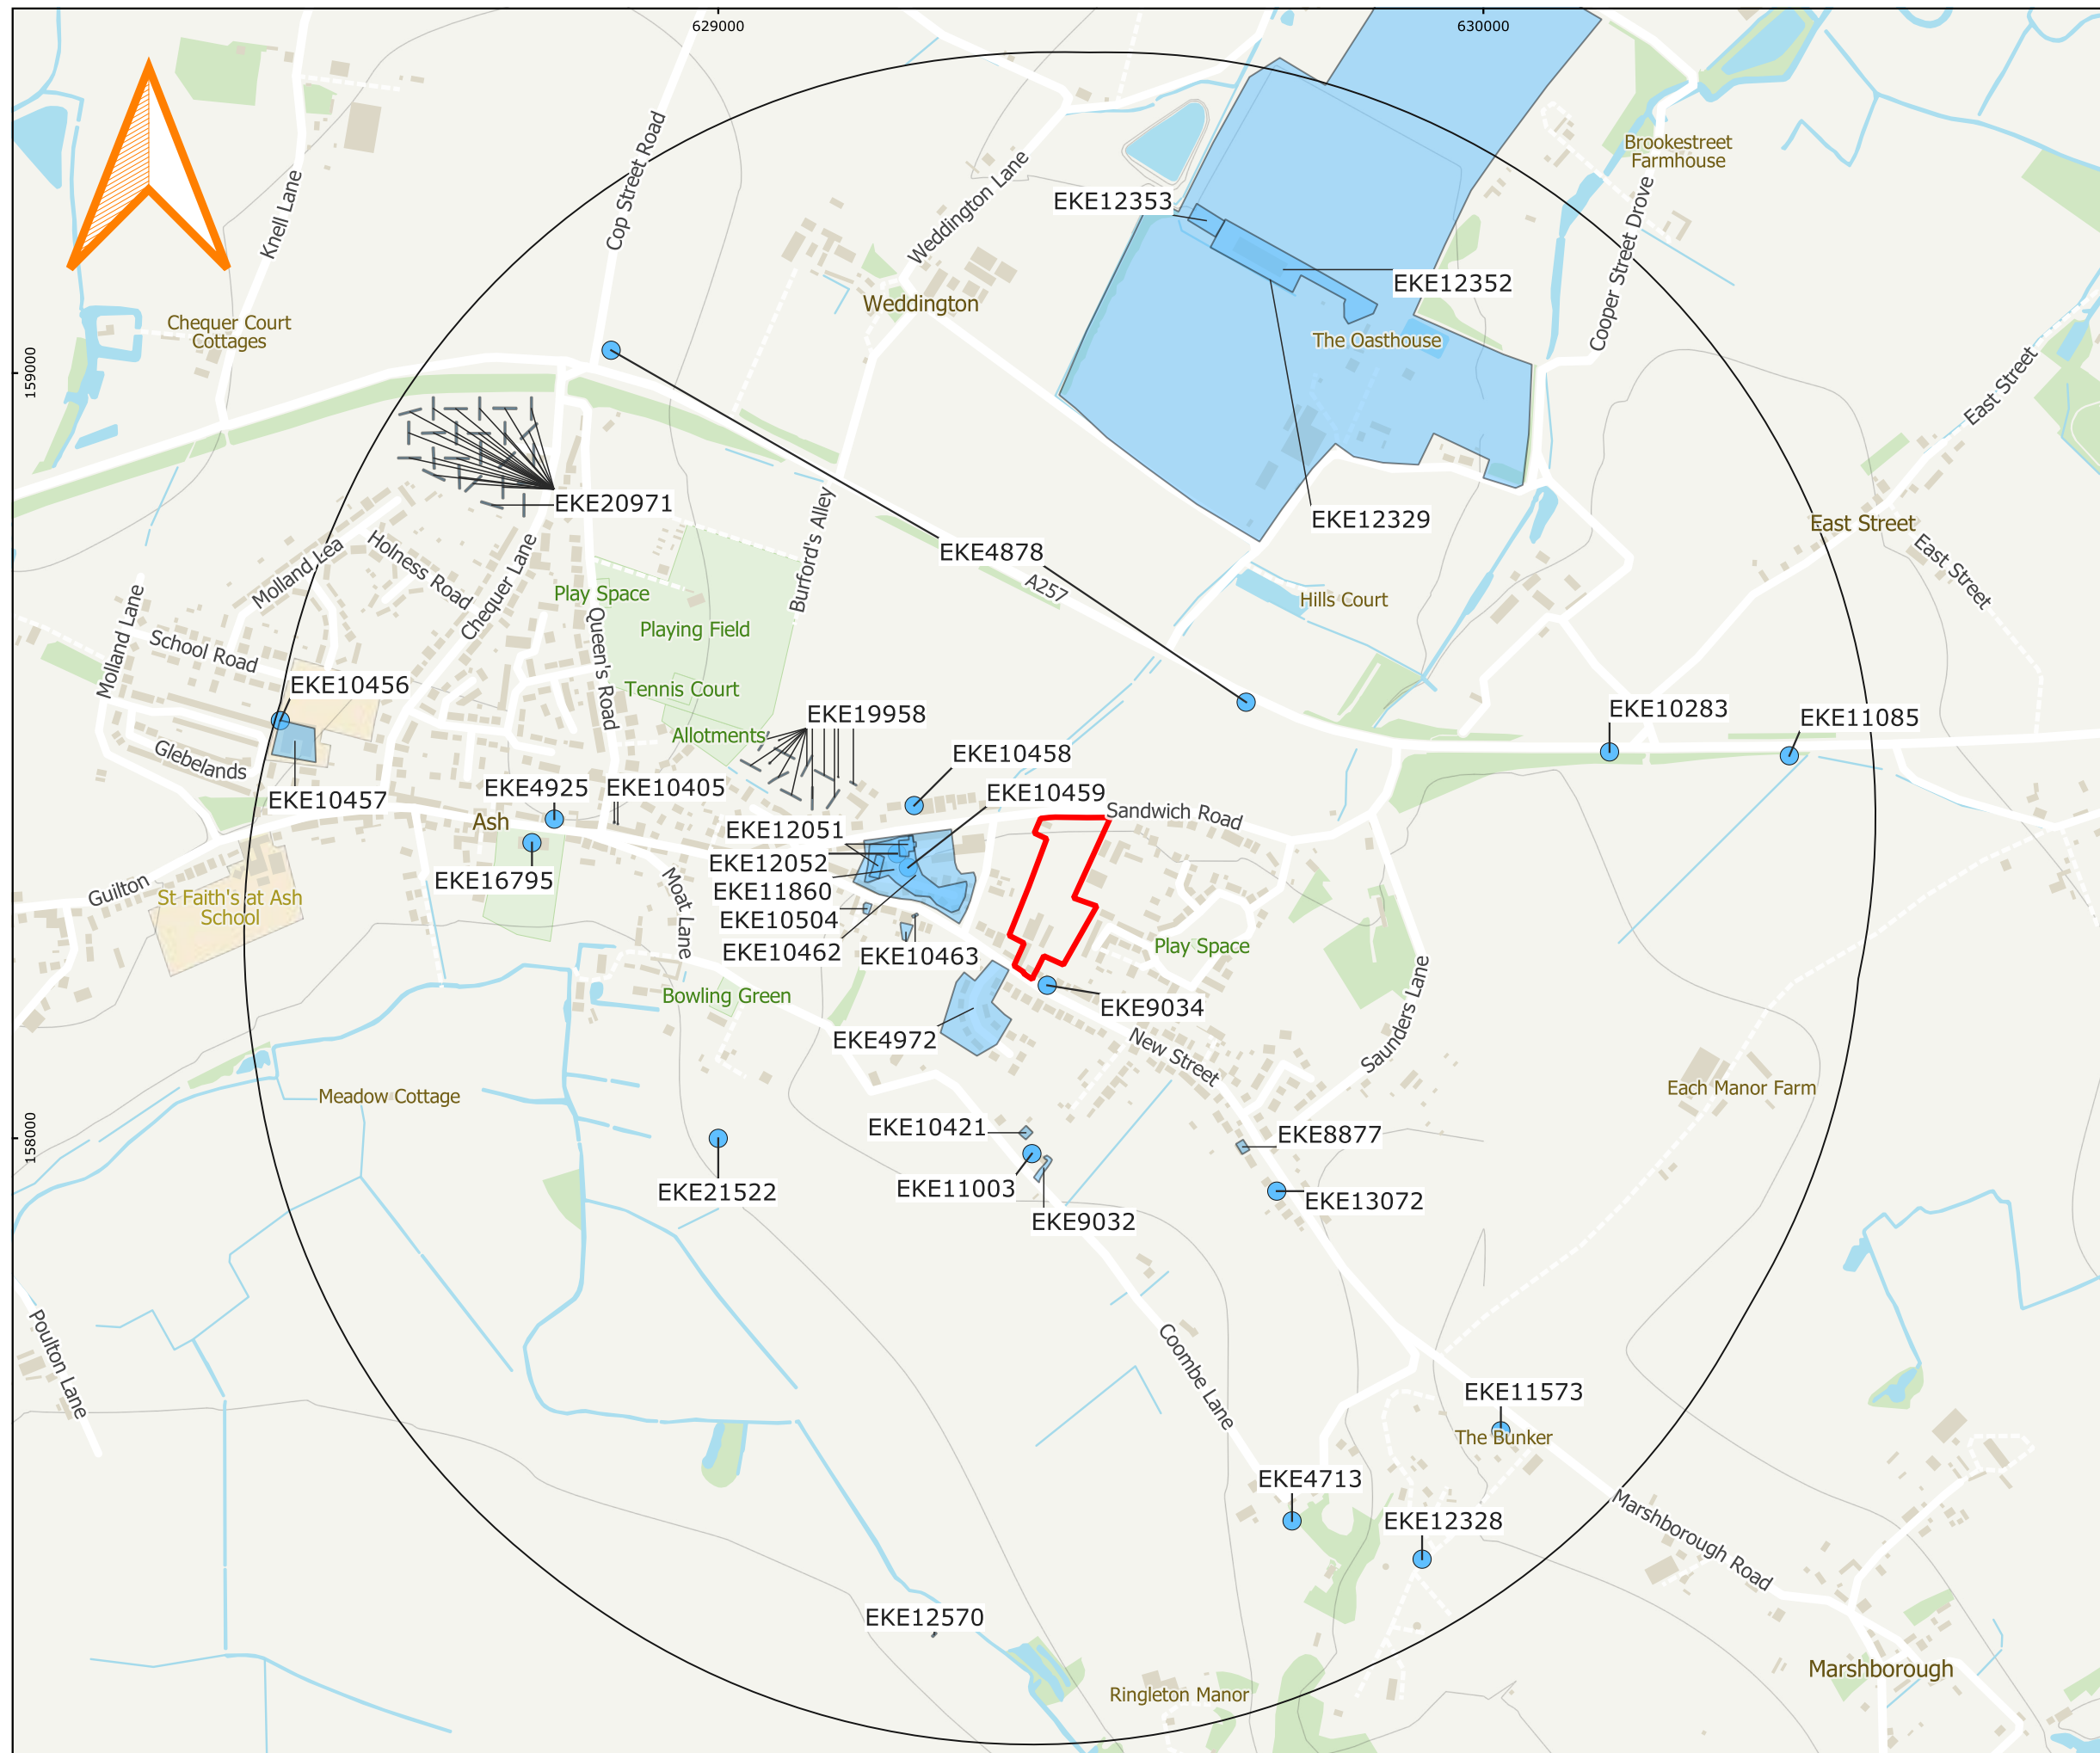 629000
630000
Brookestreet
Farmhouse
Cop Street Road
Weddington Lane
Knell Lane
EKE12353
Cooper Street Drove
EKE12352
Weddington
Chequer Court
Cottages
The Oasthouse
159000
East Street
EKE20971
EKE12329
East Street
East Street
Burford's Alley
Molland Lea
Holness Road
Chequer Lane
EKE4878
A257
Play Space
Hills Court
Molland Lane
School Road
Queen's Road
Playing Field
EKE10456
Tennis Court
EKE10283
EKE19958
EKE11085
Allotments
Glebelands
EKE10458
EKE10457
EKE4925
EKE10405
EKE10459
Sandwich Road
Ash
EKE12051
EKE12052
EKE16795
Guilton
EKE11860
St Faith's at Ash
School
Moat Lane
EKE10504
EKE10462
EKE10463
Play Space
Bowling Green
EKE9034
Saunders Lane
EKE4972
New Street
Meadow Cottage
Each Manor Farm
158000
EKE10421
EKE8877
EKE21522
EKE11003
EKE13072
EKE9032
Poulton Lane
Coombe Lane
EKE11573
The Bunker
EKE4713
EKE12328
Marshborough Road
EKE12570
Marshborough
Ringleton Manor